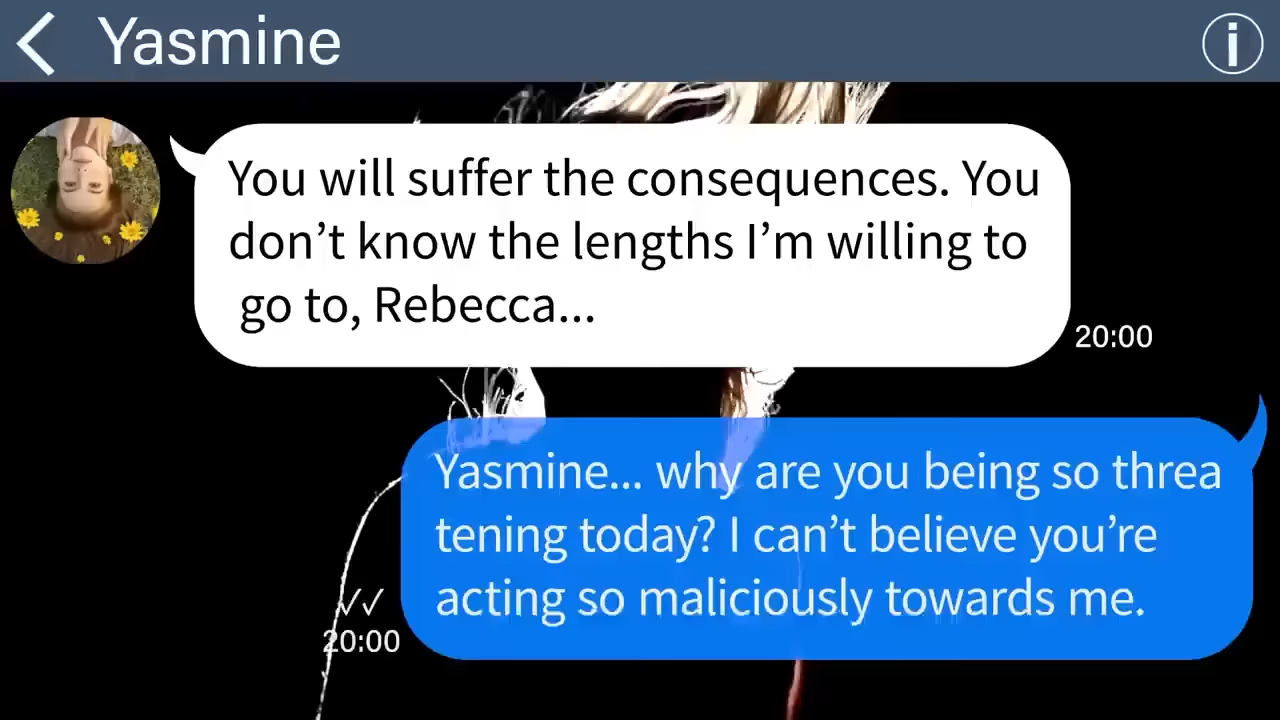 Yasmine
You will suffer the consequences. You
don’t know the lengths I’m willing to
go to, Rebecca...
20:00
Yasmine... why are you being so threa
tening today? I can’t believe you’re
acting so maliciously towards me.
20:00